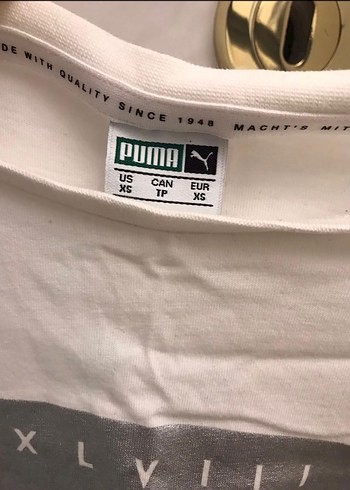 DE WITH QUALITY SINCE 1948 MACHT'S MIT
PUMA
US CAN EUR
XS TP XS
X L V I I I